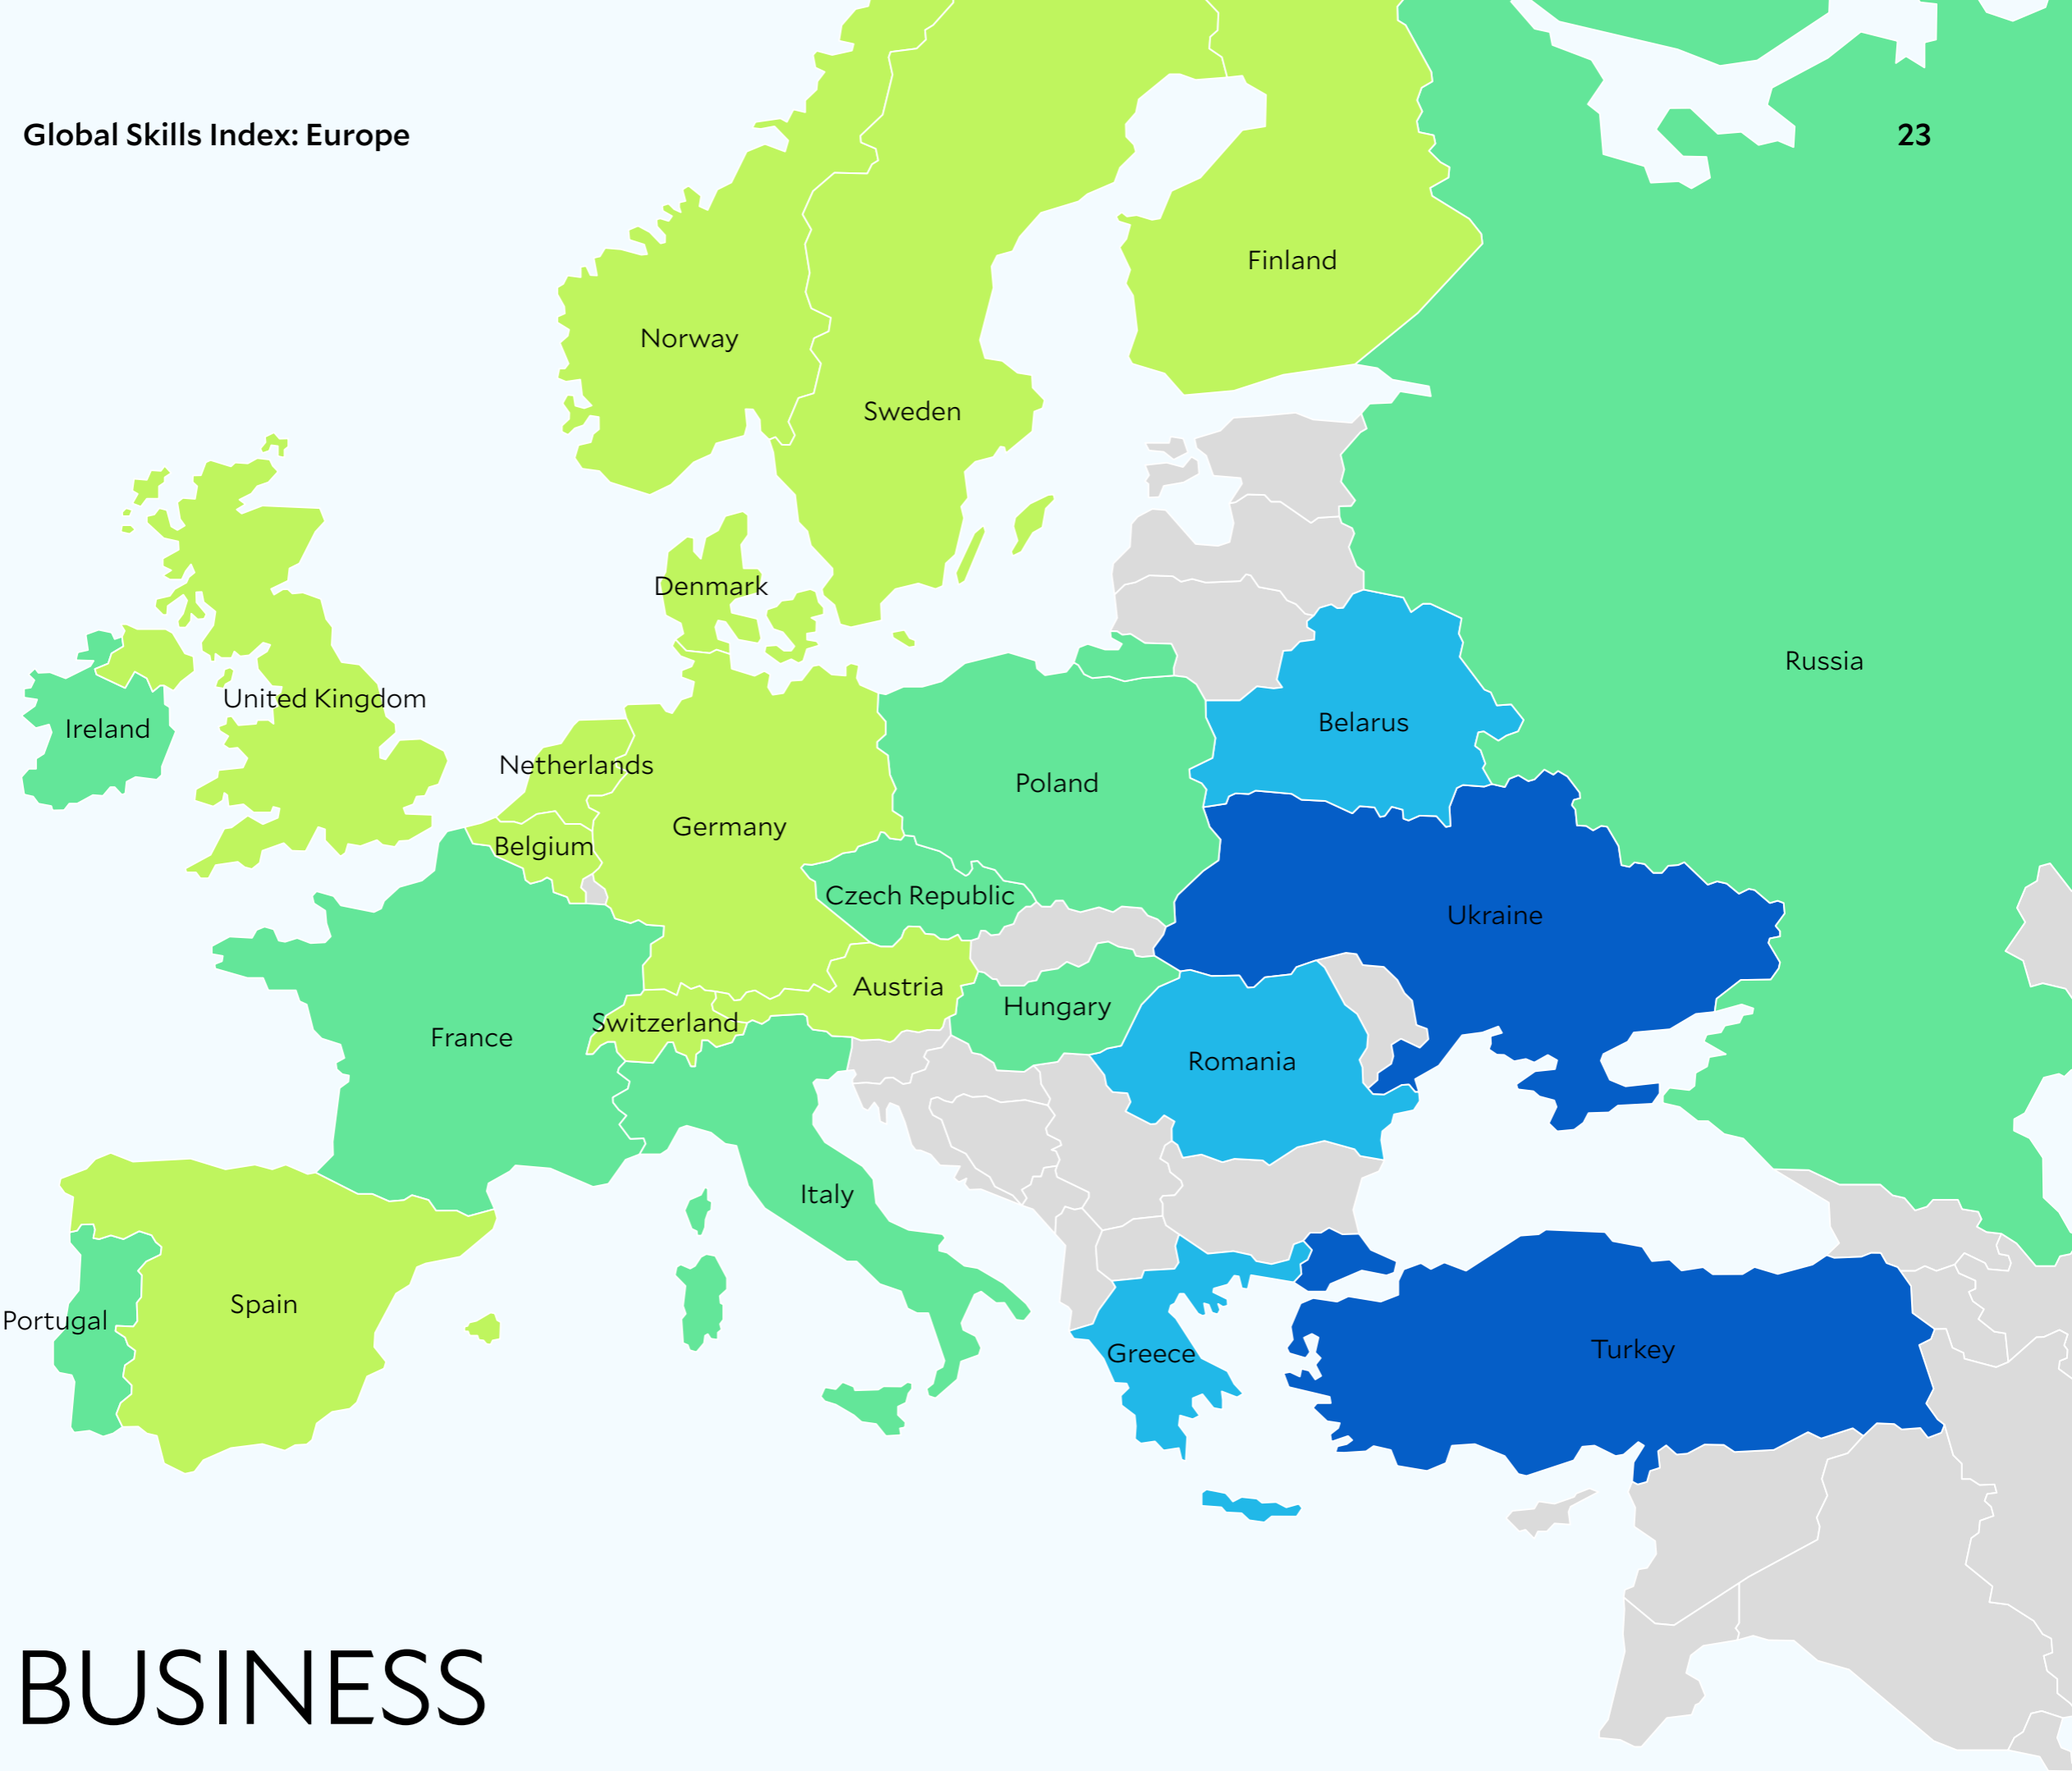 Global Skills Index: Europe
23
Finland
Norway
Sweden
Denmark
Russia
United Kingdom
Ireland
Belarus
Netherlands
Poland
Germany
Belgium
Czech Republic
Ukraine
Austria
Hungary
Switzerland
France
Romania
Italy
Spain
Portugal
Greece
Turkey
BUSINESS